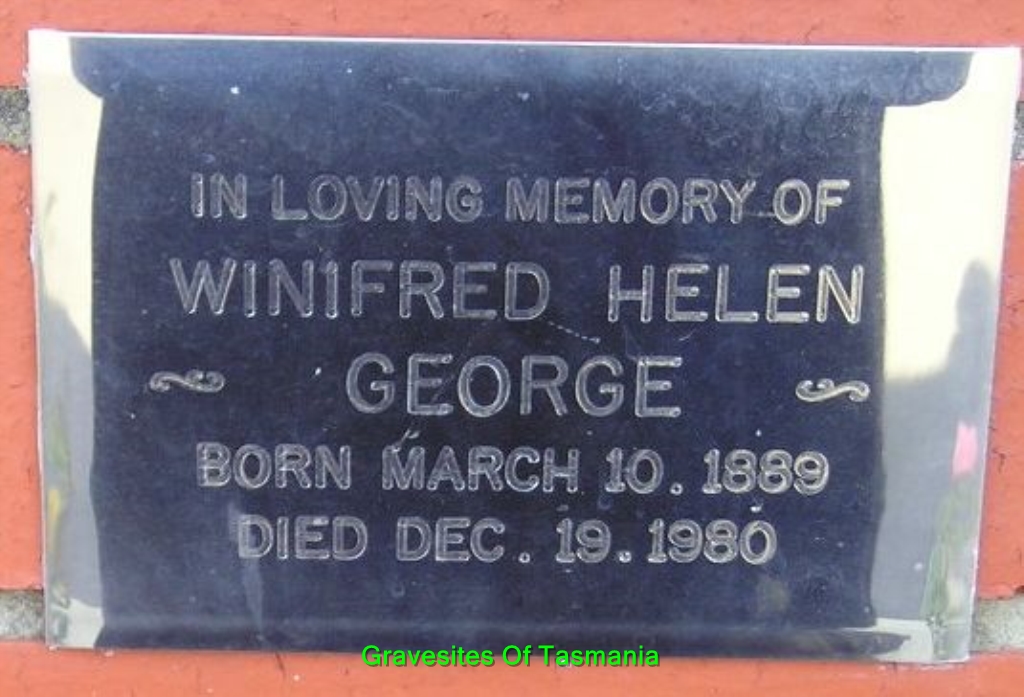 IN LOVING MEMORY OF
WINIFRED HELEN
GEORGE
BORN MARCH 10. 1889
DIED DEC. 19. 1980
Gravesites Of Tasmania